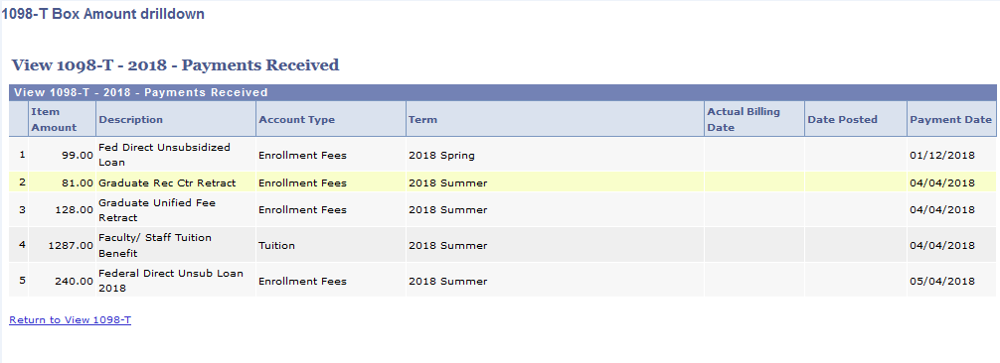 1098-T Box Amount drilldown
View 1098-T - 2018 - Payments Received
View 1098-T - 2018 - Payments Received
Item Amount Description Account Type Term Actual Billing Date Date Posted Payment Date
1 99.00 Fed Direct Unsubsidized Loan Enrollment Fees 2018 Spring 01/12/2018
2 81.00 Graduate Rec Ctr Retract Enrollment Fees 2018 Summer 04/04/2018
3 128.00 Graduate Unified Fee Retract Enrollment Fees 2018 Summer 04/04/2018
4 1287.00 Faculty/ Staff Tuition Benefit Tuition 2018 Summer 04/04/2018
5 240.00 Federal Direct Unsub Loan 2018 Enrollment Fees 2018 Summer 05/04/2018
Return to View 1098-T